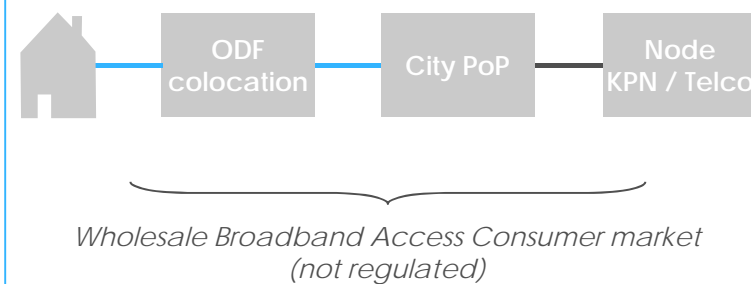 ODF
colocation
City PoP
Node
KPN / Telco
Wholesale Broadband Access Consumer market
(not regulated)